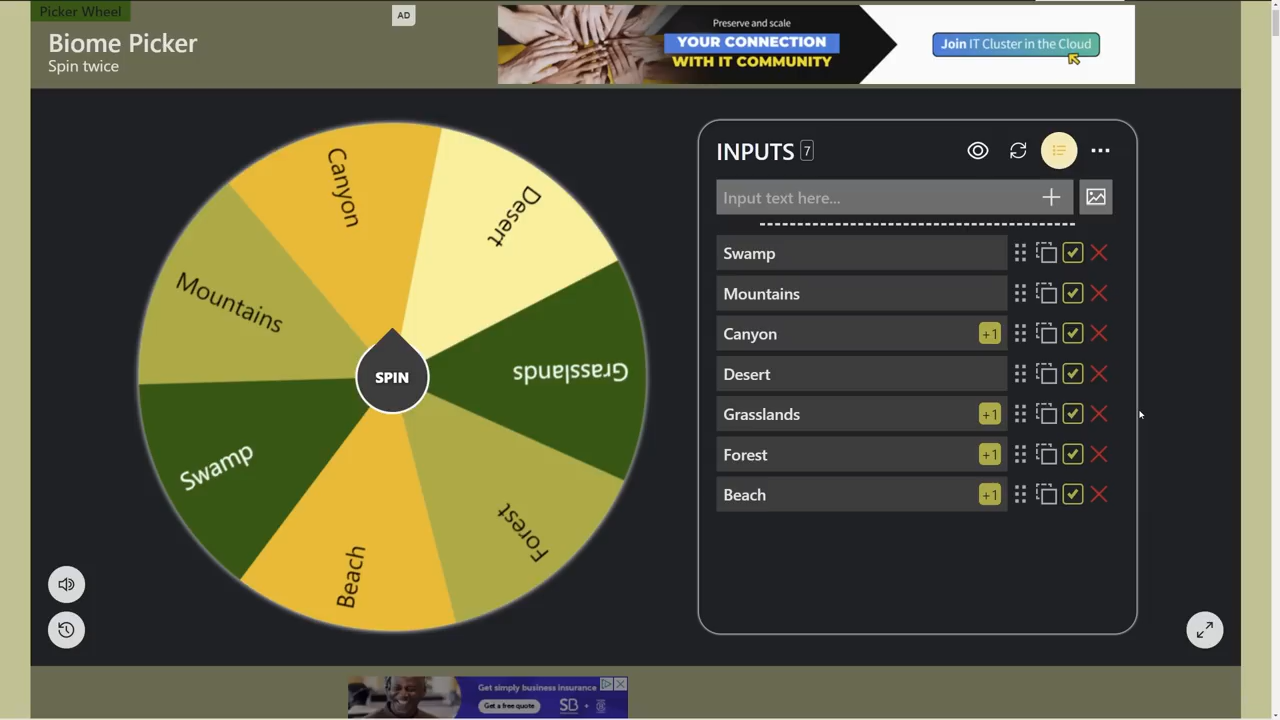 Picker Wheel
Biome Picker
Spin twice
AD
Preserve and scale
YOUR CONNECTION
WITH IT COMMUNITY
Join IT Cluster in the Cloud
Canyon
Desert
Mountains
Grasslands
SPIN
Swamp
Forest
Beach
INPUTS 7
Input text here...
Swamp
Mountains
Canyon +1
Desert
Grasslands +1
Forest +1
Beach +1
Get simply business insurance
Get a free quote
SB